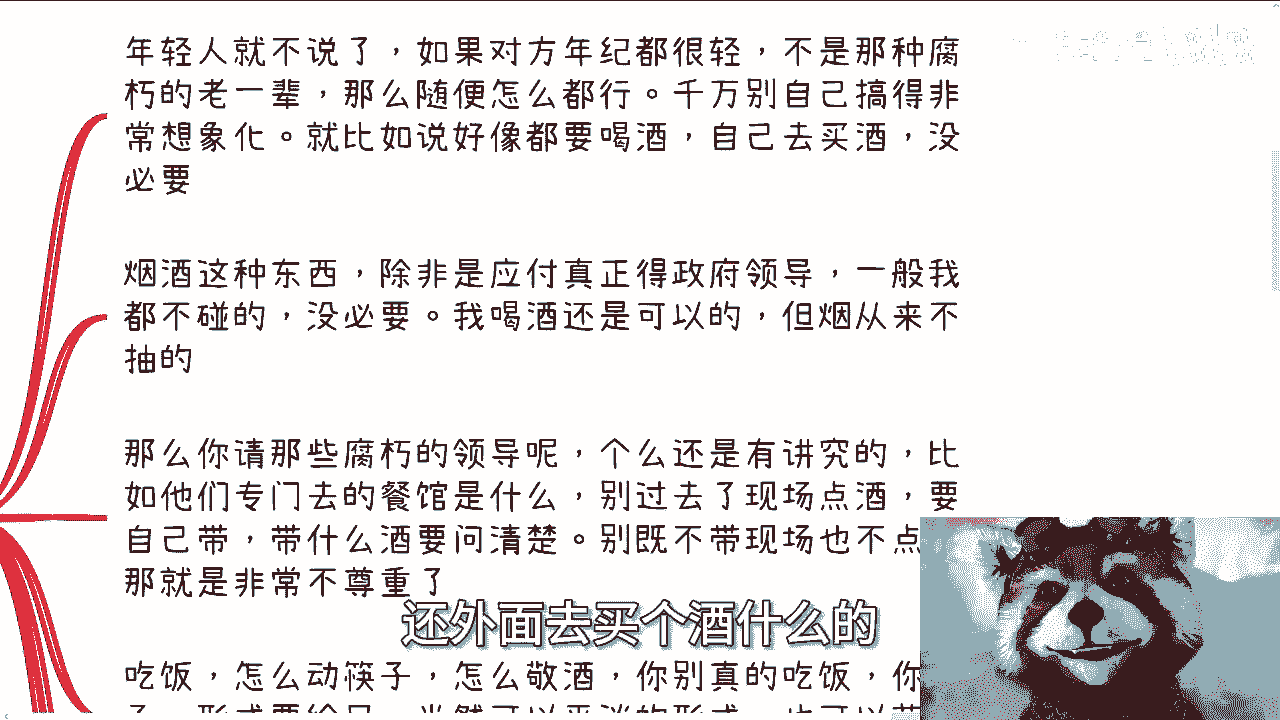 年轻人就不说了，如果对方年纪都很轻，不是那种腐
朽的老一辈，那么随便怎么都行。千万别自己搞得非
常想象化。就比如说好像都要喝酒，自己去买酒，没
必要
烟酒这种东西，除非是应付真正得政府领导，一般我
都不碰的，没必要。我喝酒还是可以的，但烟从来不
抽的
那么你请那些腐朽的领导呢，个么还是有讲究的，比
如他们专门去的餐馆是什么，别过去了现场点酒，要
自己带，带什么酒要问清楚。别既不带现场也不点
那就是非常不尊重了
还外面去买个酒什么的
吃饭，怎么动筷子，怎么敬酒，你别真的吃饭，你